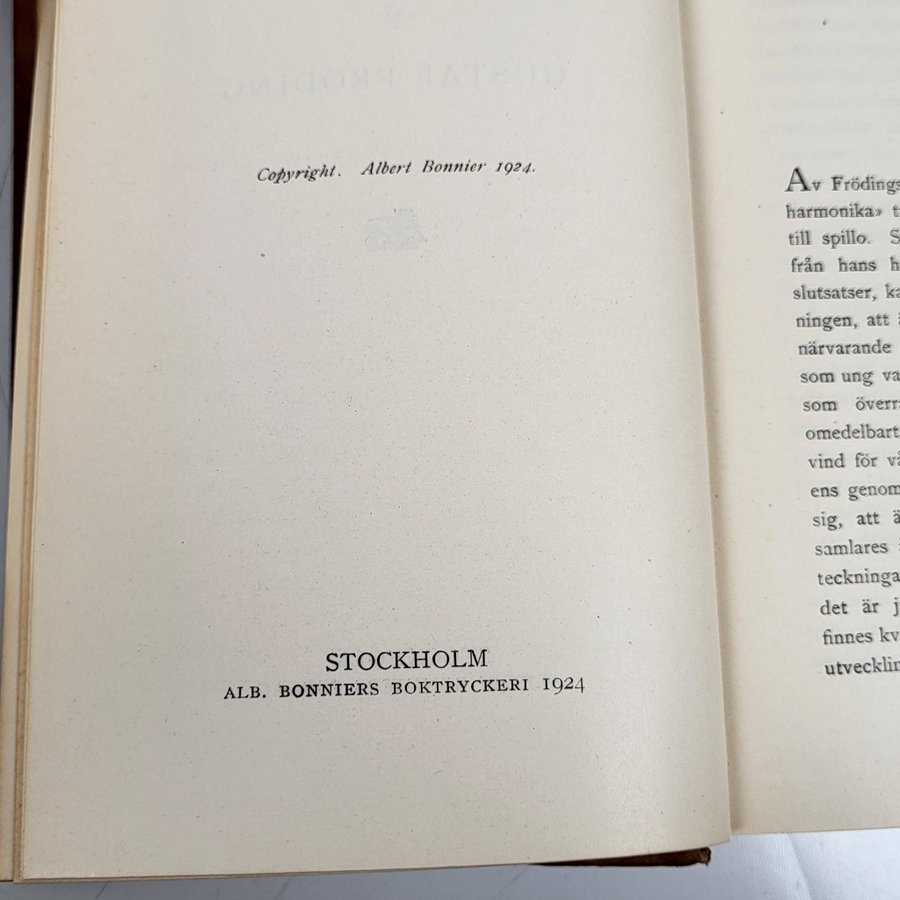 Copyright. Albert Bonnier 1924.
STOCKHOLM
ALB. BONNIERS BOKTRYCKERI 1924
Av Frödings
harmonika»
till spillo.
från hans
slutsatser,
ningen, att
närvarande
som ung
som
omedelbart
vind för
ens
sig, att
samlares
det är
finnes